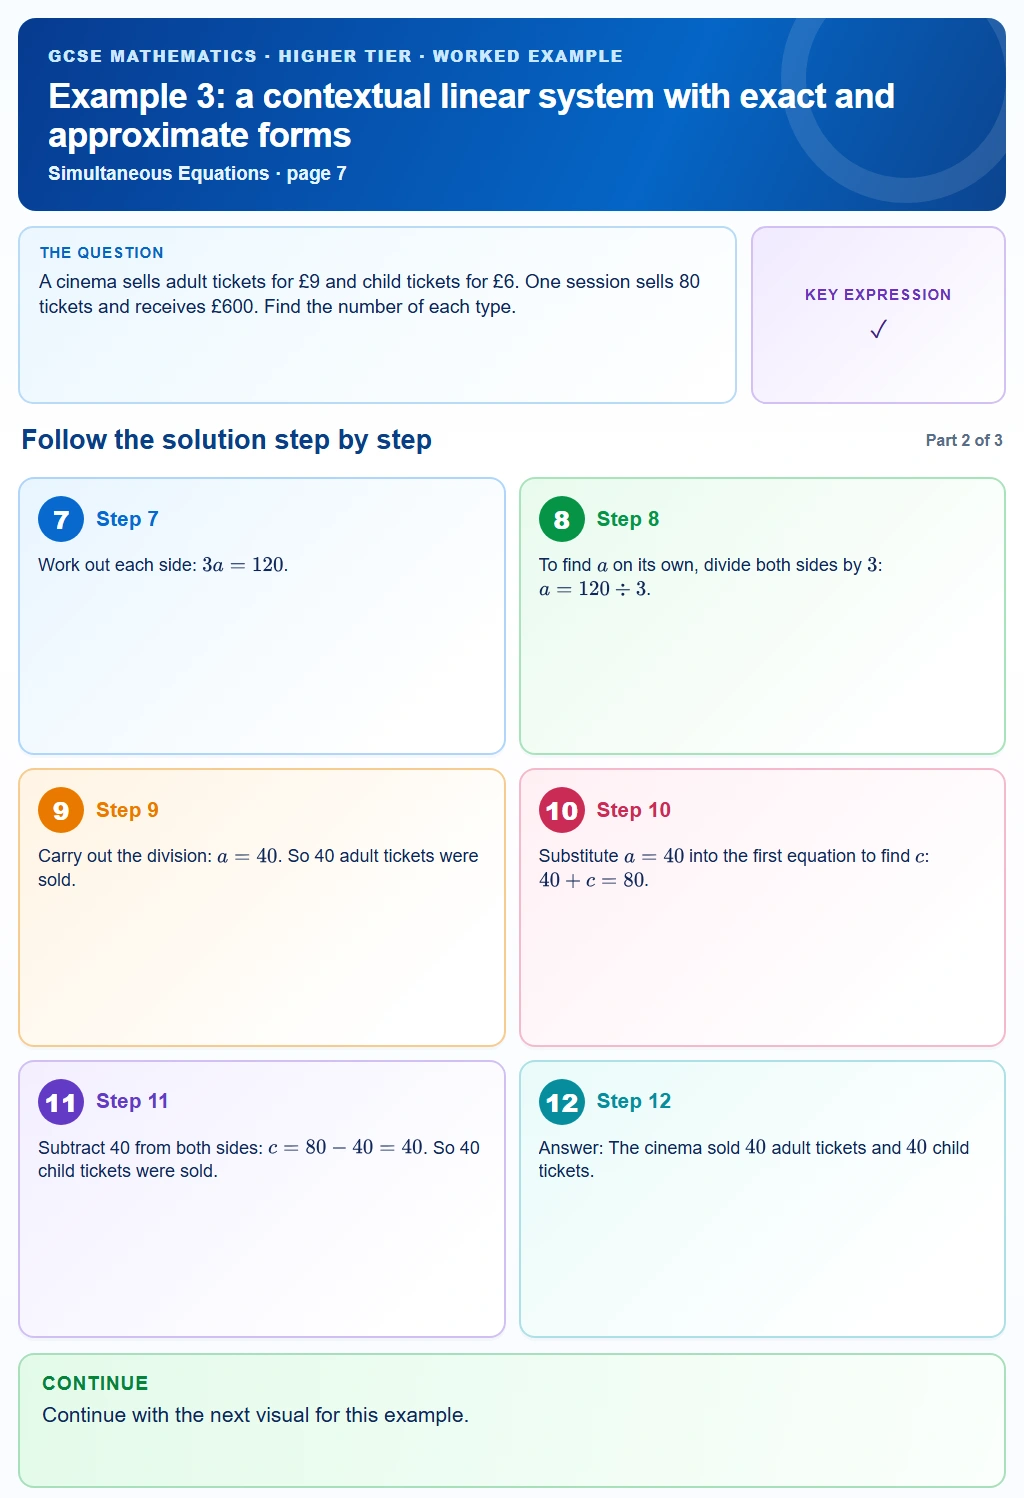 GCSE MATHEMATICS · HIGHER TIER · WORKED EXAMPLE
Example 3: a contextual linear system with exact and
approximate forms
Simultaneous Equations · page 7
THE QUESTION
A cinema sells adult tickets for £9 and child tickets for £6. One session sells 80
tickets and receives £600. Find the number of each type.
KEY EXPRESSION
✓
Follow the solution step by step
Part 2 of 3
7 Step 7
Work out each side: 3a = 120.
8 Step 8
To find a on its own, divide both sides by 3:
a = 120 ÷ 3.
9 Step 9
Carry out the division: a = 40. So 40 adult tickets were
sold.
10 Step 10
Substitute a = 40 into the first equation to find c:
40 + c = 80.
11 Step 11
Subtract 40 from both sides: c = 80 − 40 = 40. So 40
child tickets were sold.
12 Step 12
Answer: The cinema sold 40 adult tickets and 40 child
tickets.
CONTINUE
Continue with the next visual for this example.